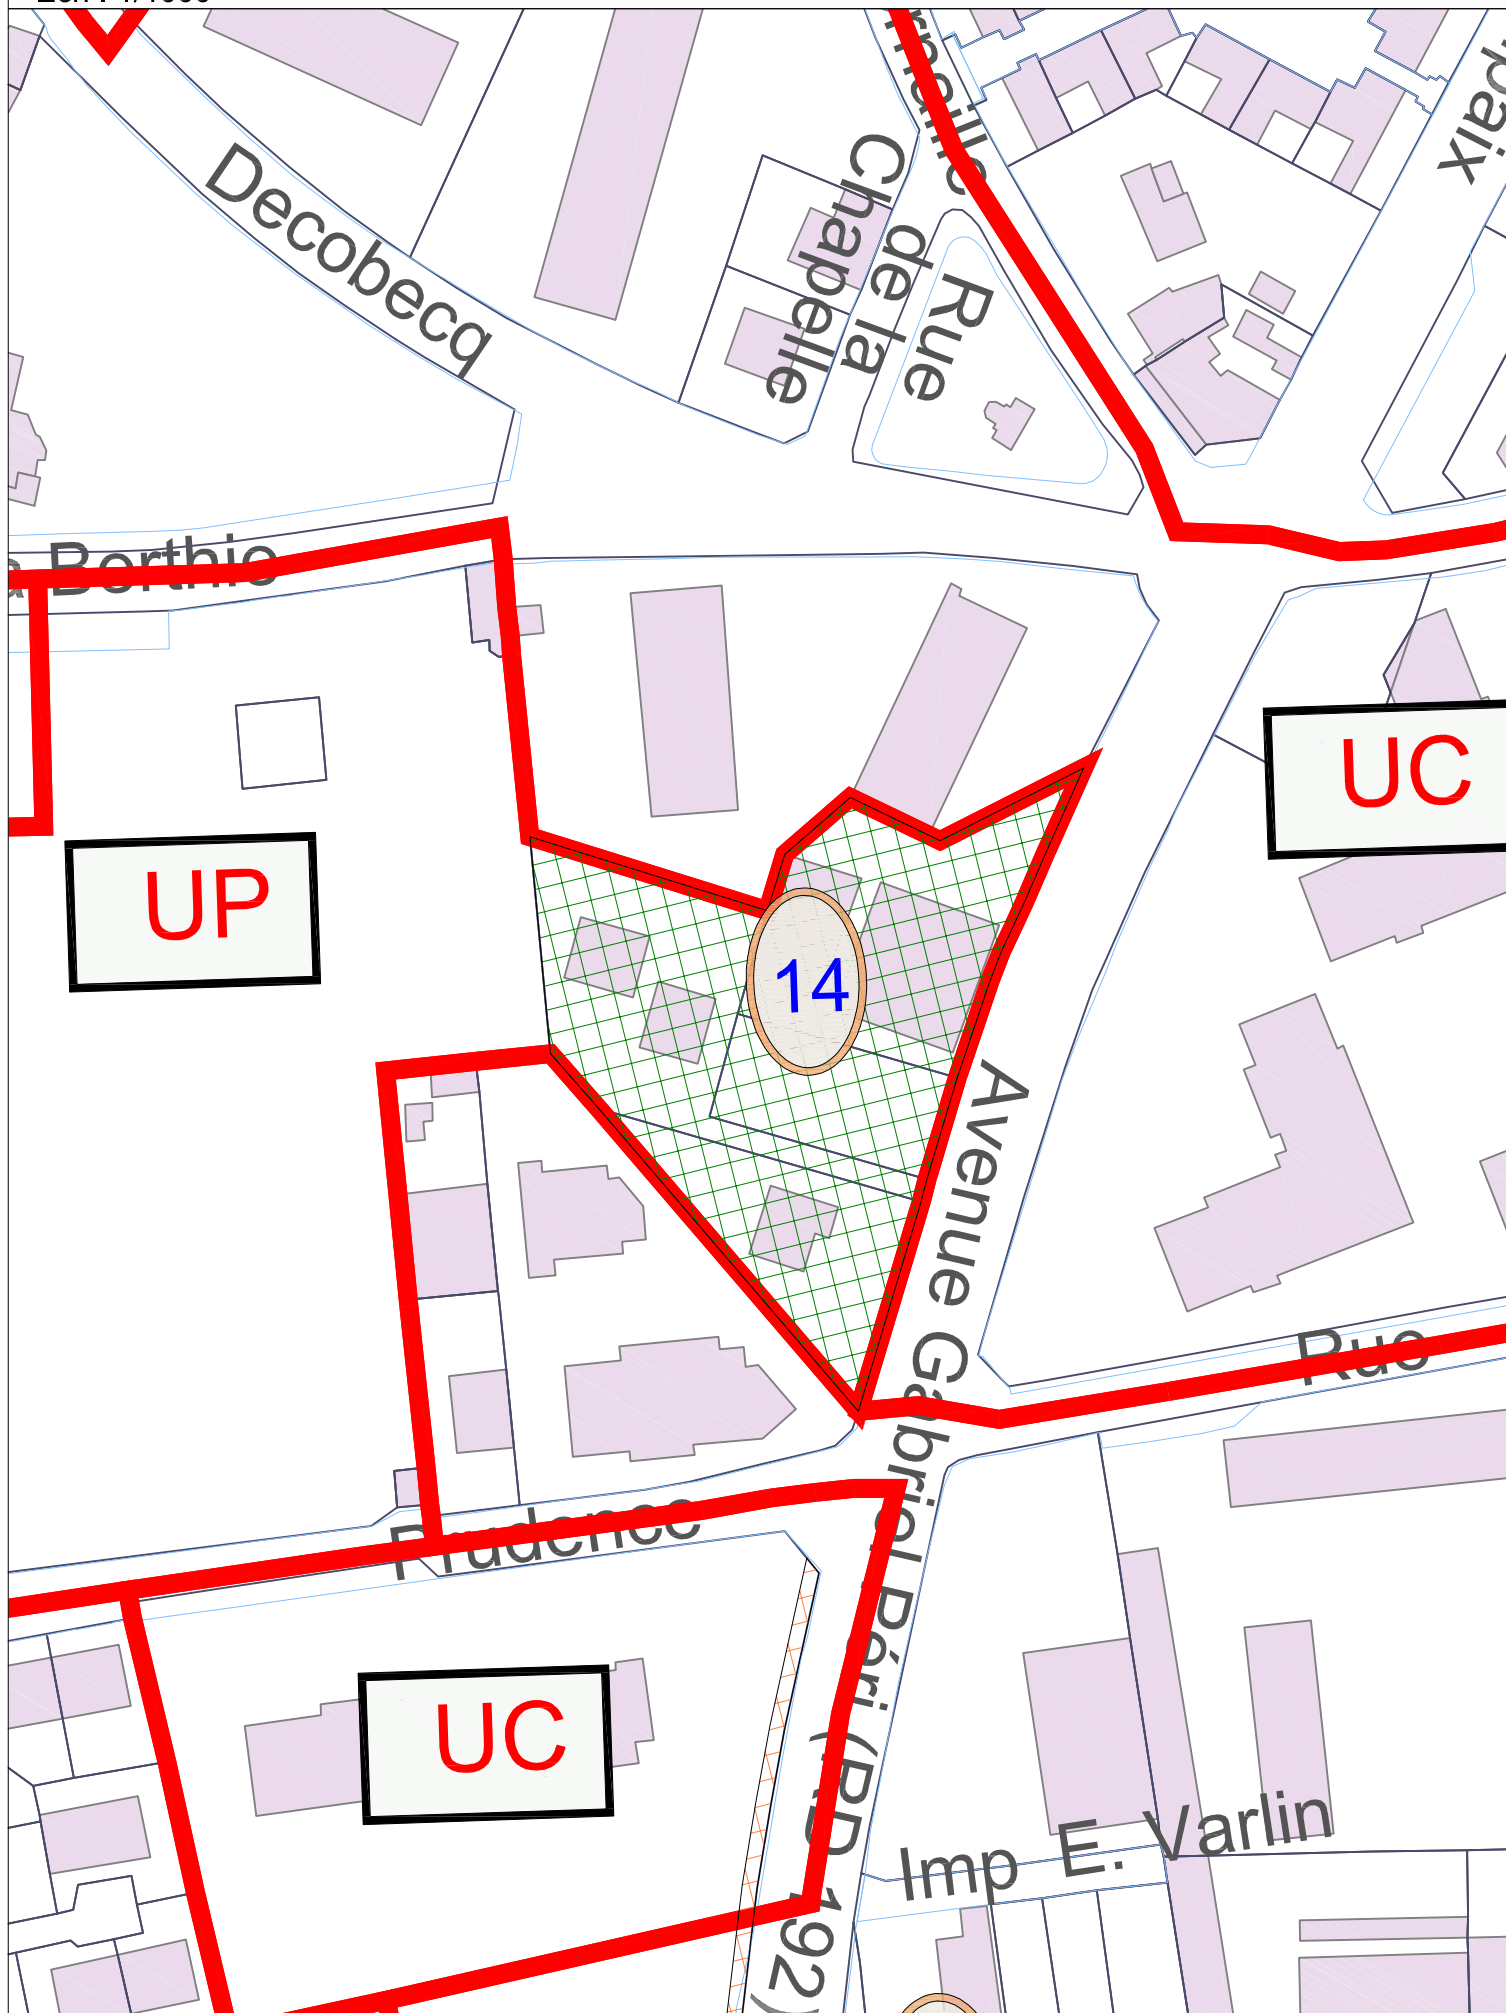 Decobecq
Rue
de la
Chapelle
paix
Berthie
UC
UP
14
Avenue Gabriel Péri (RD 192)
Rue
Prudence
UC
Imp E. Varlin